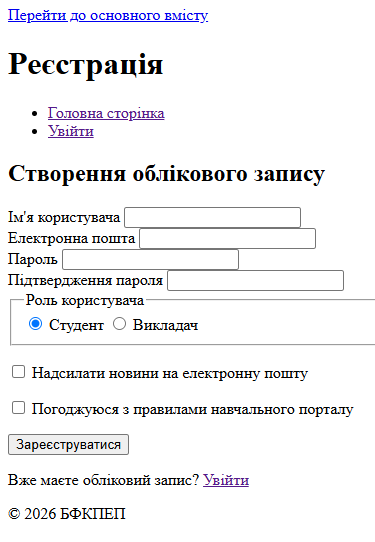 Перейти до основного вмісту
Реєстрація
Головна сторінка
Увійти
Створення облікового запису
Ім'я користувача
Електронна пошта
Пароль
Підтвердження пароля
Роль користувача
Студент Викладач
Надсилати новини на електронну пошту
Погоджуюся з правилами навчального порталу
Зареєструватися
Вже маєте обліковий запис? Увійти
© 2026 БФКПЕП